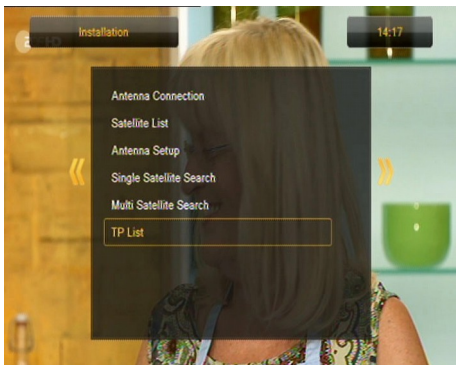 Installation
14:17
Antenna Connection
Satellite List
Antenna Setup
Single Satellite Search
Multi Satellite Search
TP List